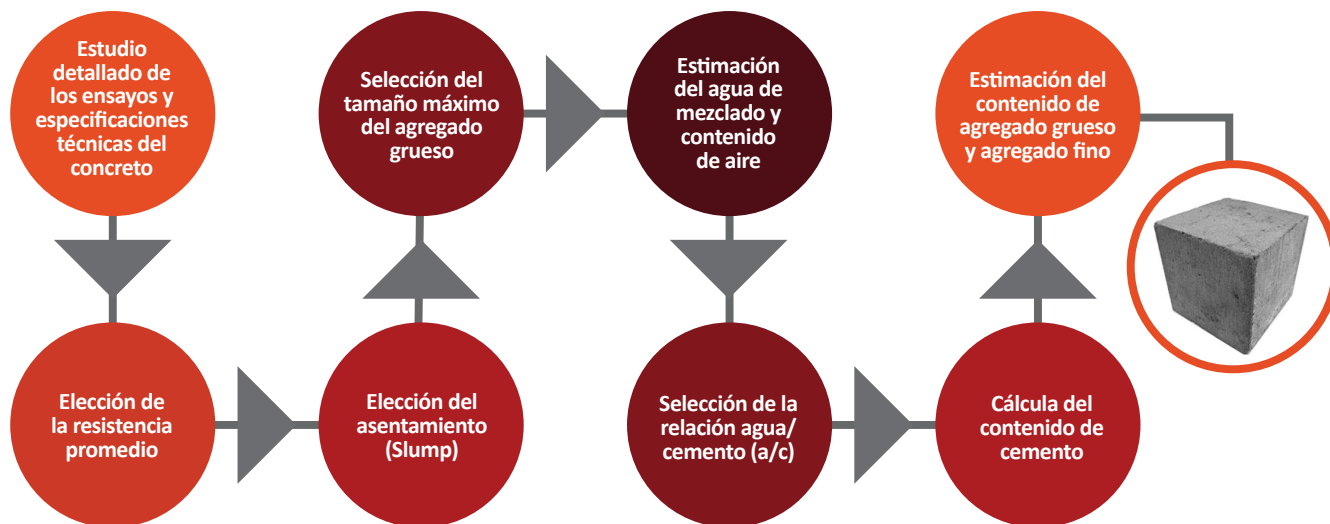 Estudio
detallado de
los ensayos y
especificaciones
técnicas del
concreto
Elección de
la resistencia
promedio
Elección del
asentamiento
(Slump)
Selección del
tamaño máximo
del agregado
grueso
Estimación
del agua de
mezclado y
contenido
de aire
Selección de la
relación agua/
cemento (a/c)
Cálcula del
contenido de
cemento
Estimación del
contenido de
agregado grueso
y agregado fino